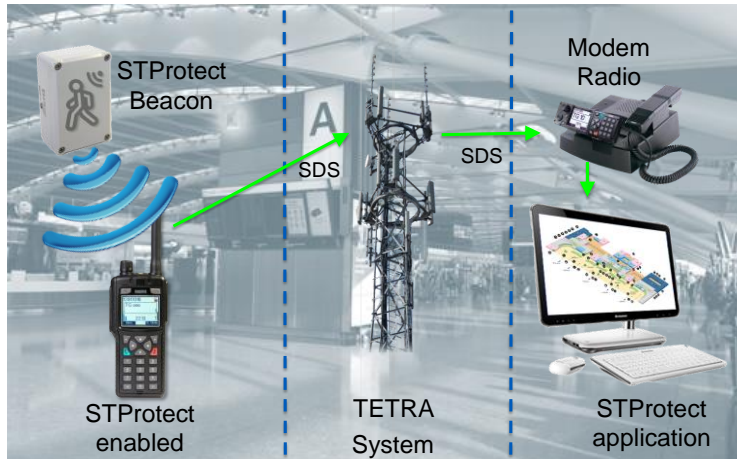 STProtect
Beacon
A
SDS
SDS
Modem
Radio
STProtect
enabled
TETRA
System
STProtect
application